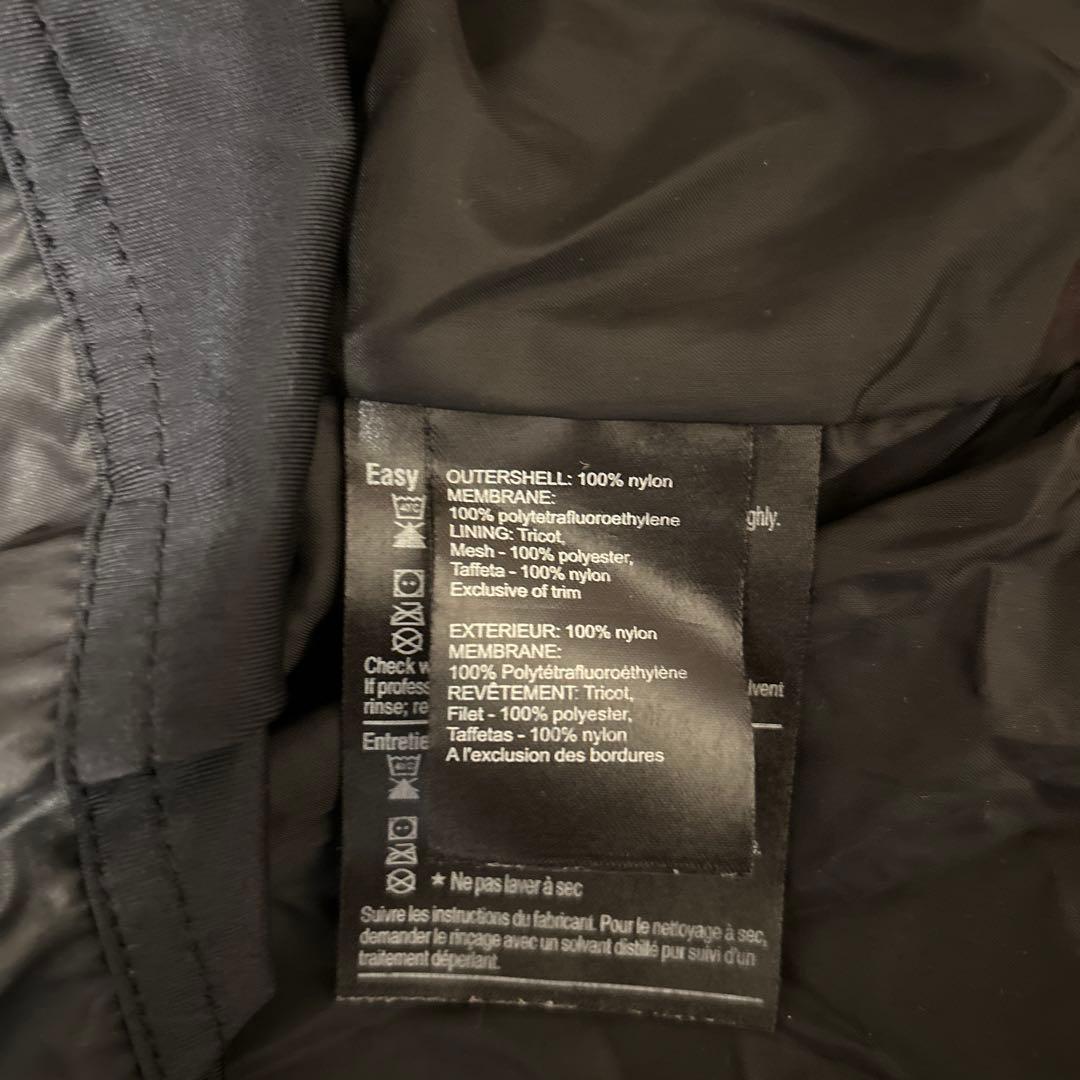 Easy
OUTERSHELL: 100% nylon
MEMBRANE:
100% polytetrafluoroethylene
LINING: Tricot,
Mesh - 100% polyester,
Taffeta - 100% nylon
Exclusive of trim
EXTERIEUR: 100% nylon
MEMBRANE:
100% Polytétrafluoroéthylène
REVÊTEMENT: Tricot,
Filet - 100% polyester,
Taffetas - 100% nylon
A l'exclusion des bordures
40°C
ghly.
Check w
If profess
lvent
rinse; re
Entretie
★ Ne pas laver à sec
Suivre les instructions du fabricant. Pour le nettoyage à sec,
demander le rinçage avec un solvant distillé pur suivi d'un
traitement déperlant.